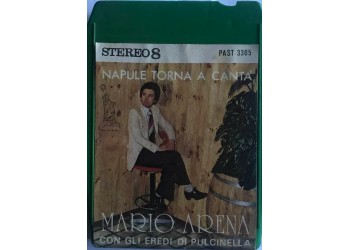 STEREO 8 PAST 3305
NAPULE TORNA A CANTA'
MARIO ARENA
CON GLI EREDI DI PULCINELLA